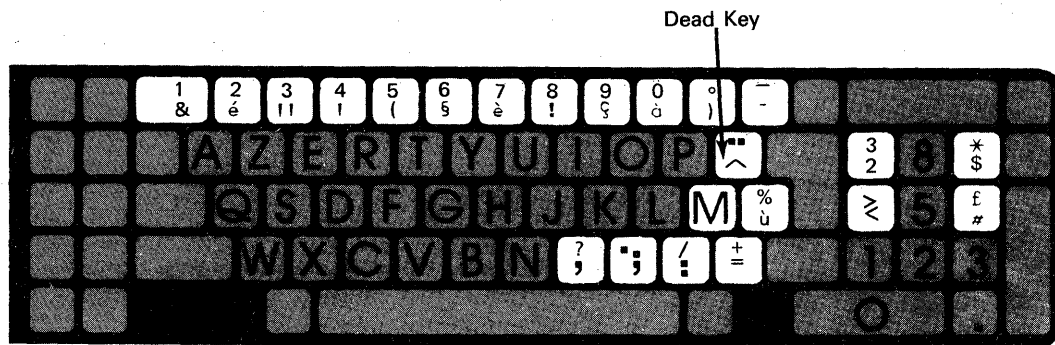 Dead Key
1 2 3 4 5 6 7 8 9 0 ° ¯
& é " ' ( § è ! ç à ) -
A Z E R T Y U I O P ¨ 3 8 *
^ 2 $
Q S D F G H J K L M % > 5 £
ù < #
W X C V B N ? . / + 1 2 3
, ; : =
0 .